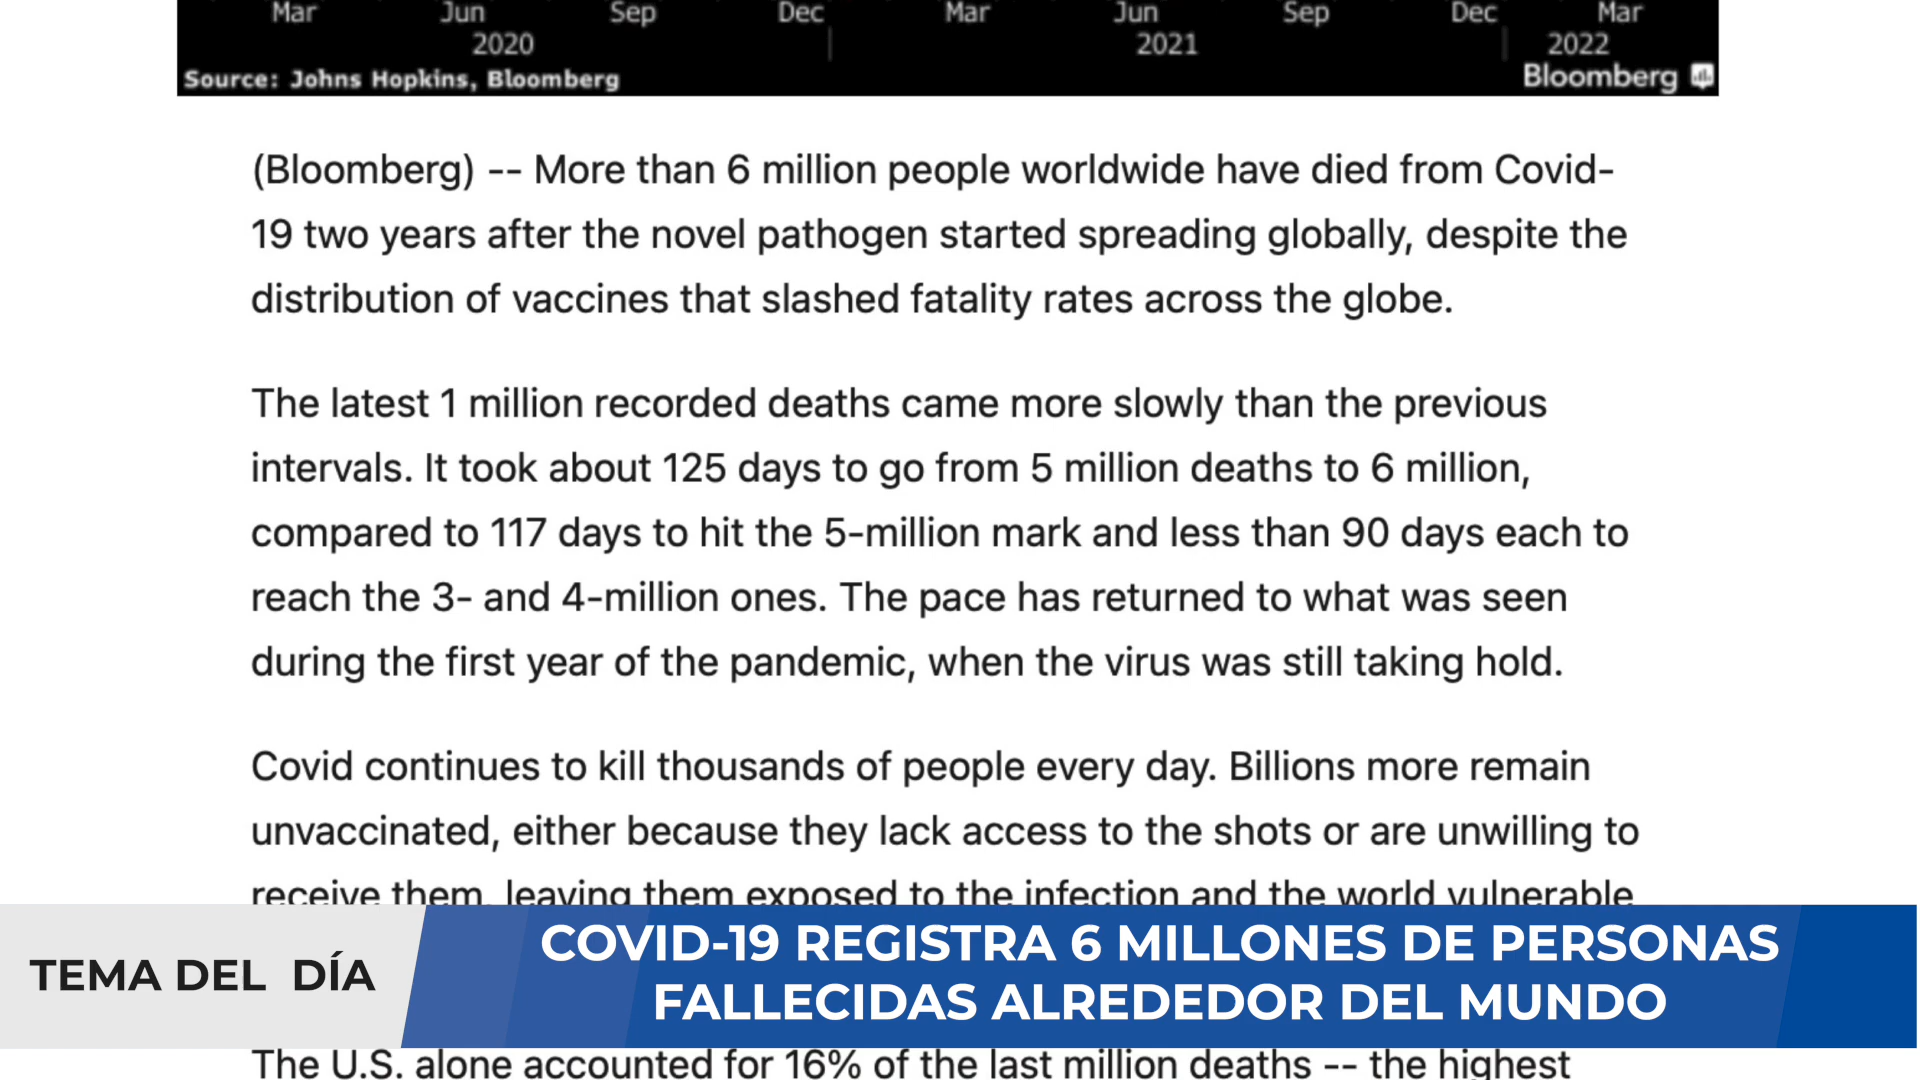 Mar Jun Sep Dec Mar Jun Sep Dec Mar
2020 2021 2022
Source: Johns Hopkins, Bloomberg
Bloomberg
(Bloomberg) -- More than 6 million people worldwide have died from Covid-
19 two years after the novel pathogen started spreading globally, despite the
distribution of vaccines that slashed fatality rates across the globe.
The latest 1 million recorded deaths came more slowly than the previous
intervals. It took about 125 days to go from 5 million deaths to 6 million,
compared to 117 days to hit the 5-million mark and less than 90 days each to
reach the 3- and 4-million ones. The pace has returned to what was seen
during the first year of the pandemic, when the virus was still taking hold.
Covid continues to kill thousands of people every day. Billions more remain
unvaccinated, either because they lack access to the shots or are unwilling to
receive them, leaving them exposed to the infection and the world vulnerable
TEMA DEL DÍA
COVID-19 REGISTRA 6 MILLONES DE PERSONAS
FALLECIDAS ALREDEDOR DEL MUNDO
The U.S. alone accounted for 16% of the last million deaths -- the highest